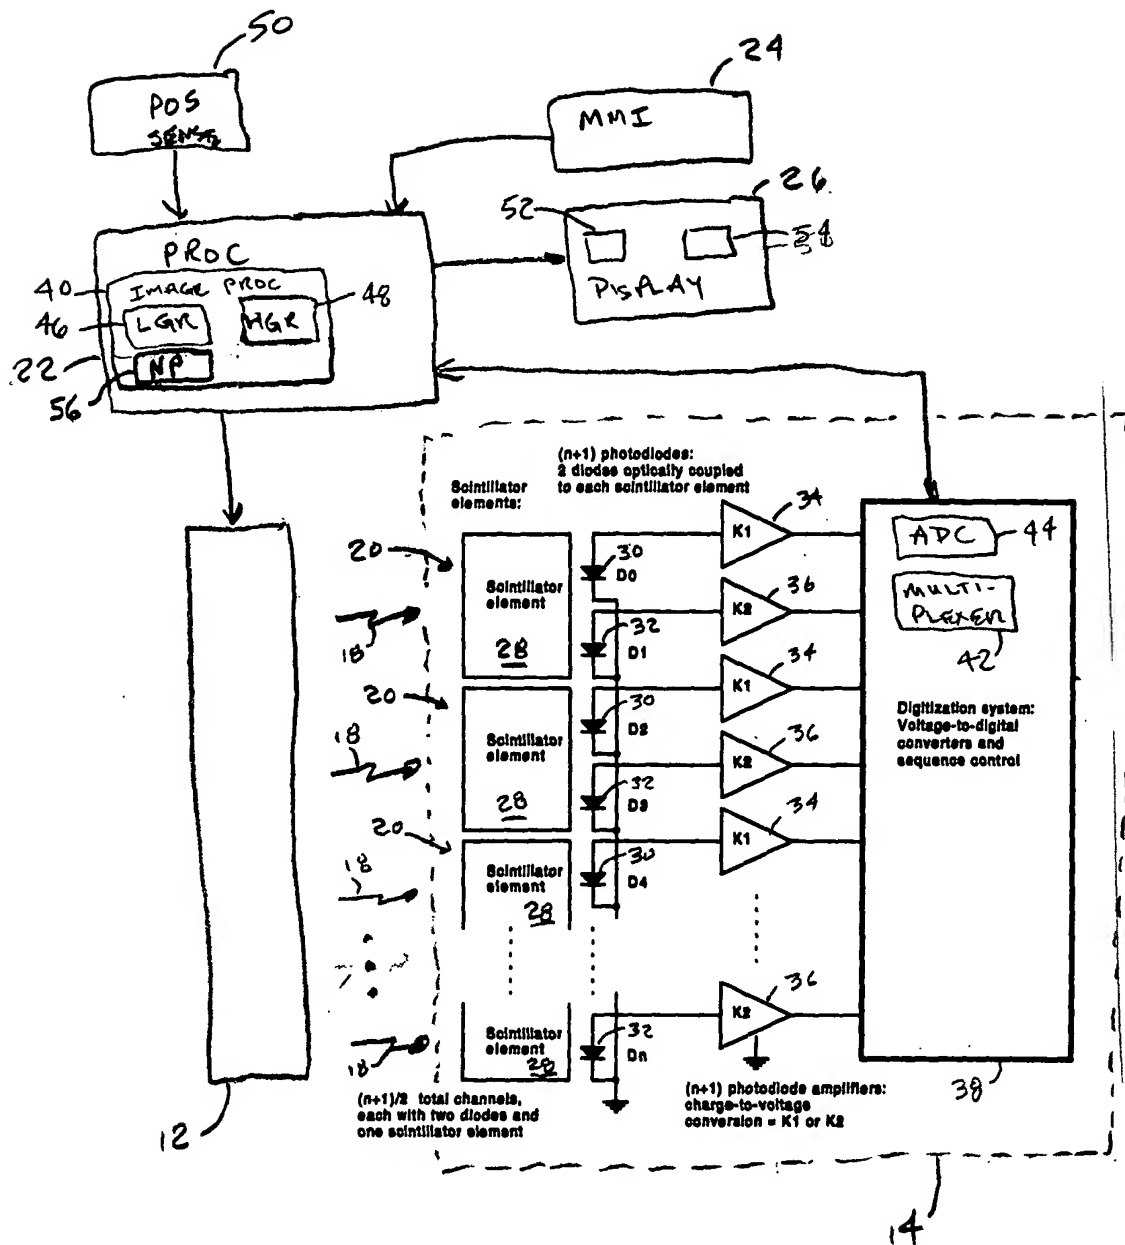 50
POS
SENSE
24
MMI
26
52
54
DISPLAY
PROC
40
IMAGE PROC
48
46
LGR
HGR
22
NP
56
(n+1) photodiodes:
2 diodes optically coupled
to each scintillator element
Scintillator
elements:
34
K1
ADC
44
20
30
D0
Scintillator
element
36
K2
MULTI-
PLEXER
18
32
D1
28
42
34
K1
20
30
D2
Scintillator
element
Digitization system:
Voltage-to-digital
converters and
sequence control
36
K2
18
32
D3
28
34
K1
20
30
D4
Scintillator
element
18
28
36
K2
Scintillator
element
32
Dn
18
28
(n+1)/2 total channels,
each with two diodes and
one scintillator element
(n+1) photodiode amplifiers:
charge-to-voltage
conversion = K1 or K2
38
12
14